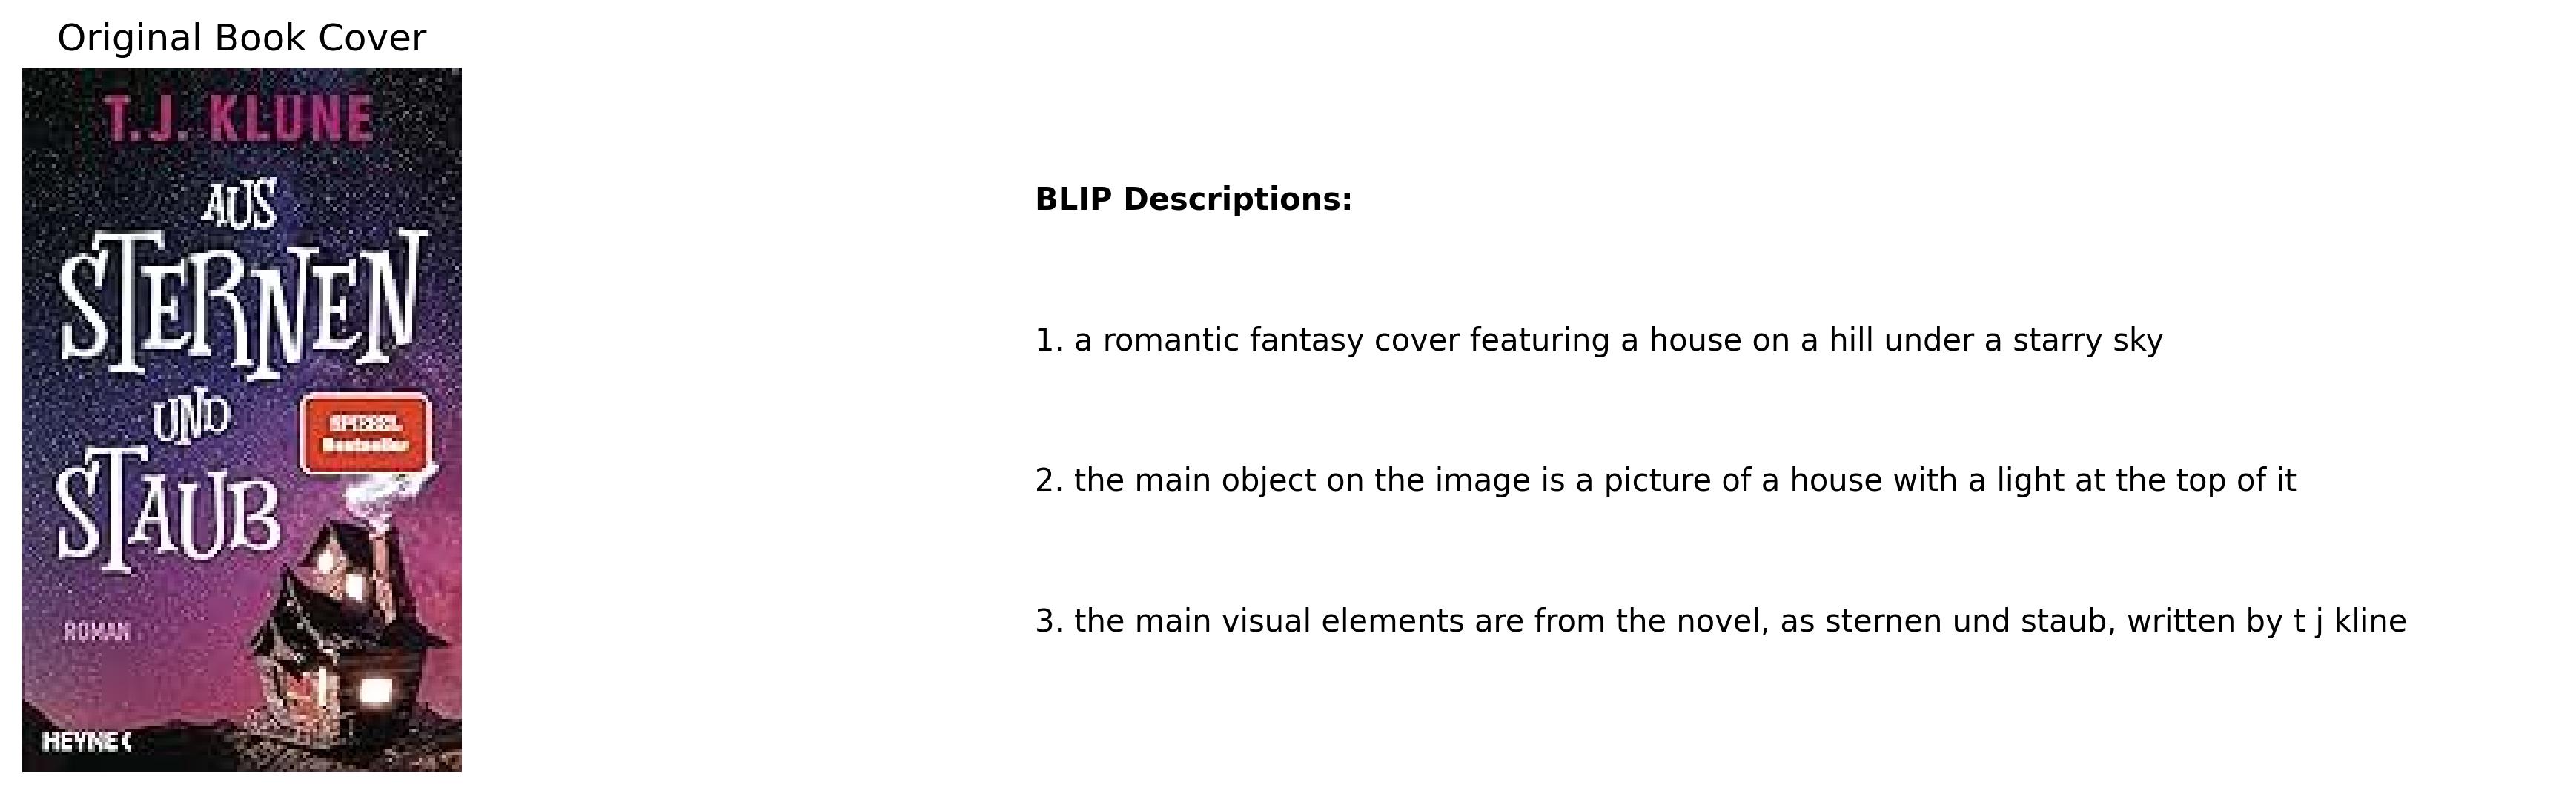 Original Book Cover
T.J. KLUNE
AUS
STERNEN
UND
STAUB
SPIEGEL
Bestseller
ROMAN
HEYNE
BLIP Descriptions:
1. a romantic fantasy cover featuring a house on a hill under a starry sky
2. the main object on the image is a picture of a house with a light at the top of it
3. the main visual elements are from the novel, as sternen und staub, written by t j kline